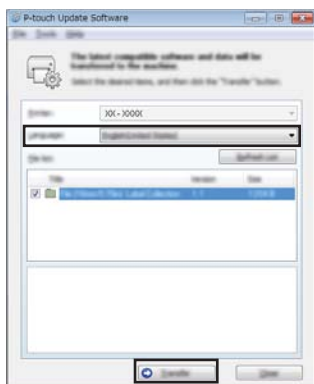 P-touch Update Software
File Tools Help
The latest compatible software and data will be
transferred to the machine.
Select the desired items, and then click the "Transfer" button.
Printer: XX-XXXX
Language: English(United States)
File list: Refresh List
Title Version Size
Transfer Close